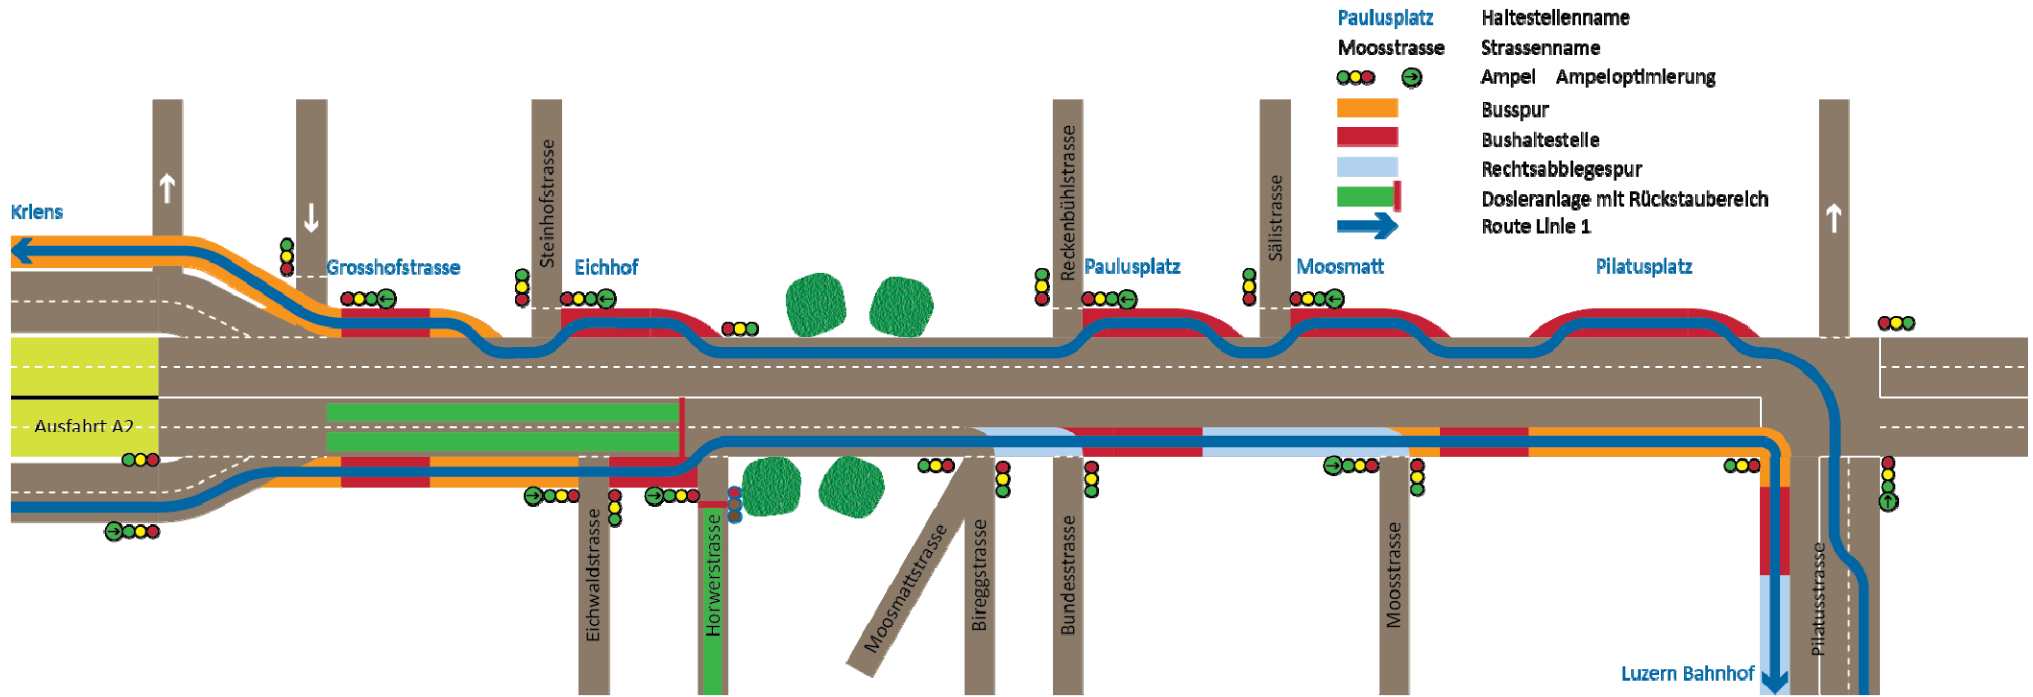 Paulusplatz Haltestellenname
Moosstrasse Strassenname
Ampel Ampeloptimierung
Busspur
Bushaltestelle
Rechtsabbiegespur
Dosieranlage mit Rückstaubereich
Route Linie 1
Kriens
Grosshofstrasse
Steinhofstrasse
Eichhof
Reckenbühlstrasse
Paulusplatz
Sälistrasse
Moosmatt
Pilatusplatz
Ausfahrt A2
Eichwaldstrasse
Horwerstrasse
Moosmattstrasse
Bireggstrasse
Bundesstrasse
Moosstrasse
Pilatusstrasse
Luzern Bahnhof